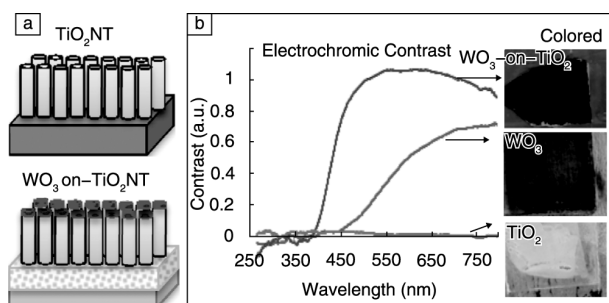 a
TiO2NT
WO3 on–TiO2NT
b
Electrochromic Contrast
Colored
WO3–on–TiO2
WO3
TiO2
Contrast (a.u.)
1
0.8
0.6
0.4
0.2
0
250 350 450 550 650 750
Wavelength (nm)